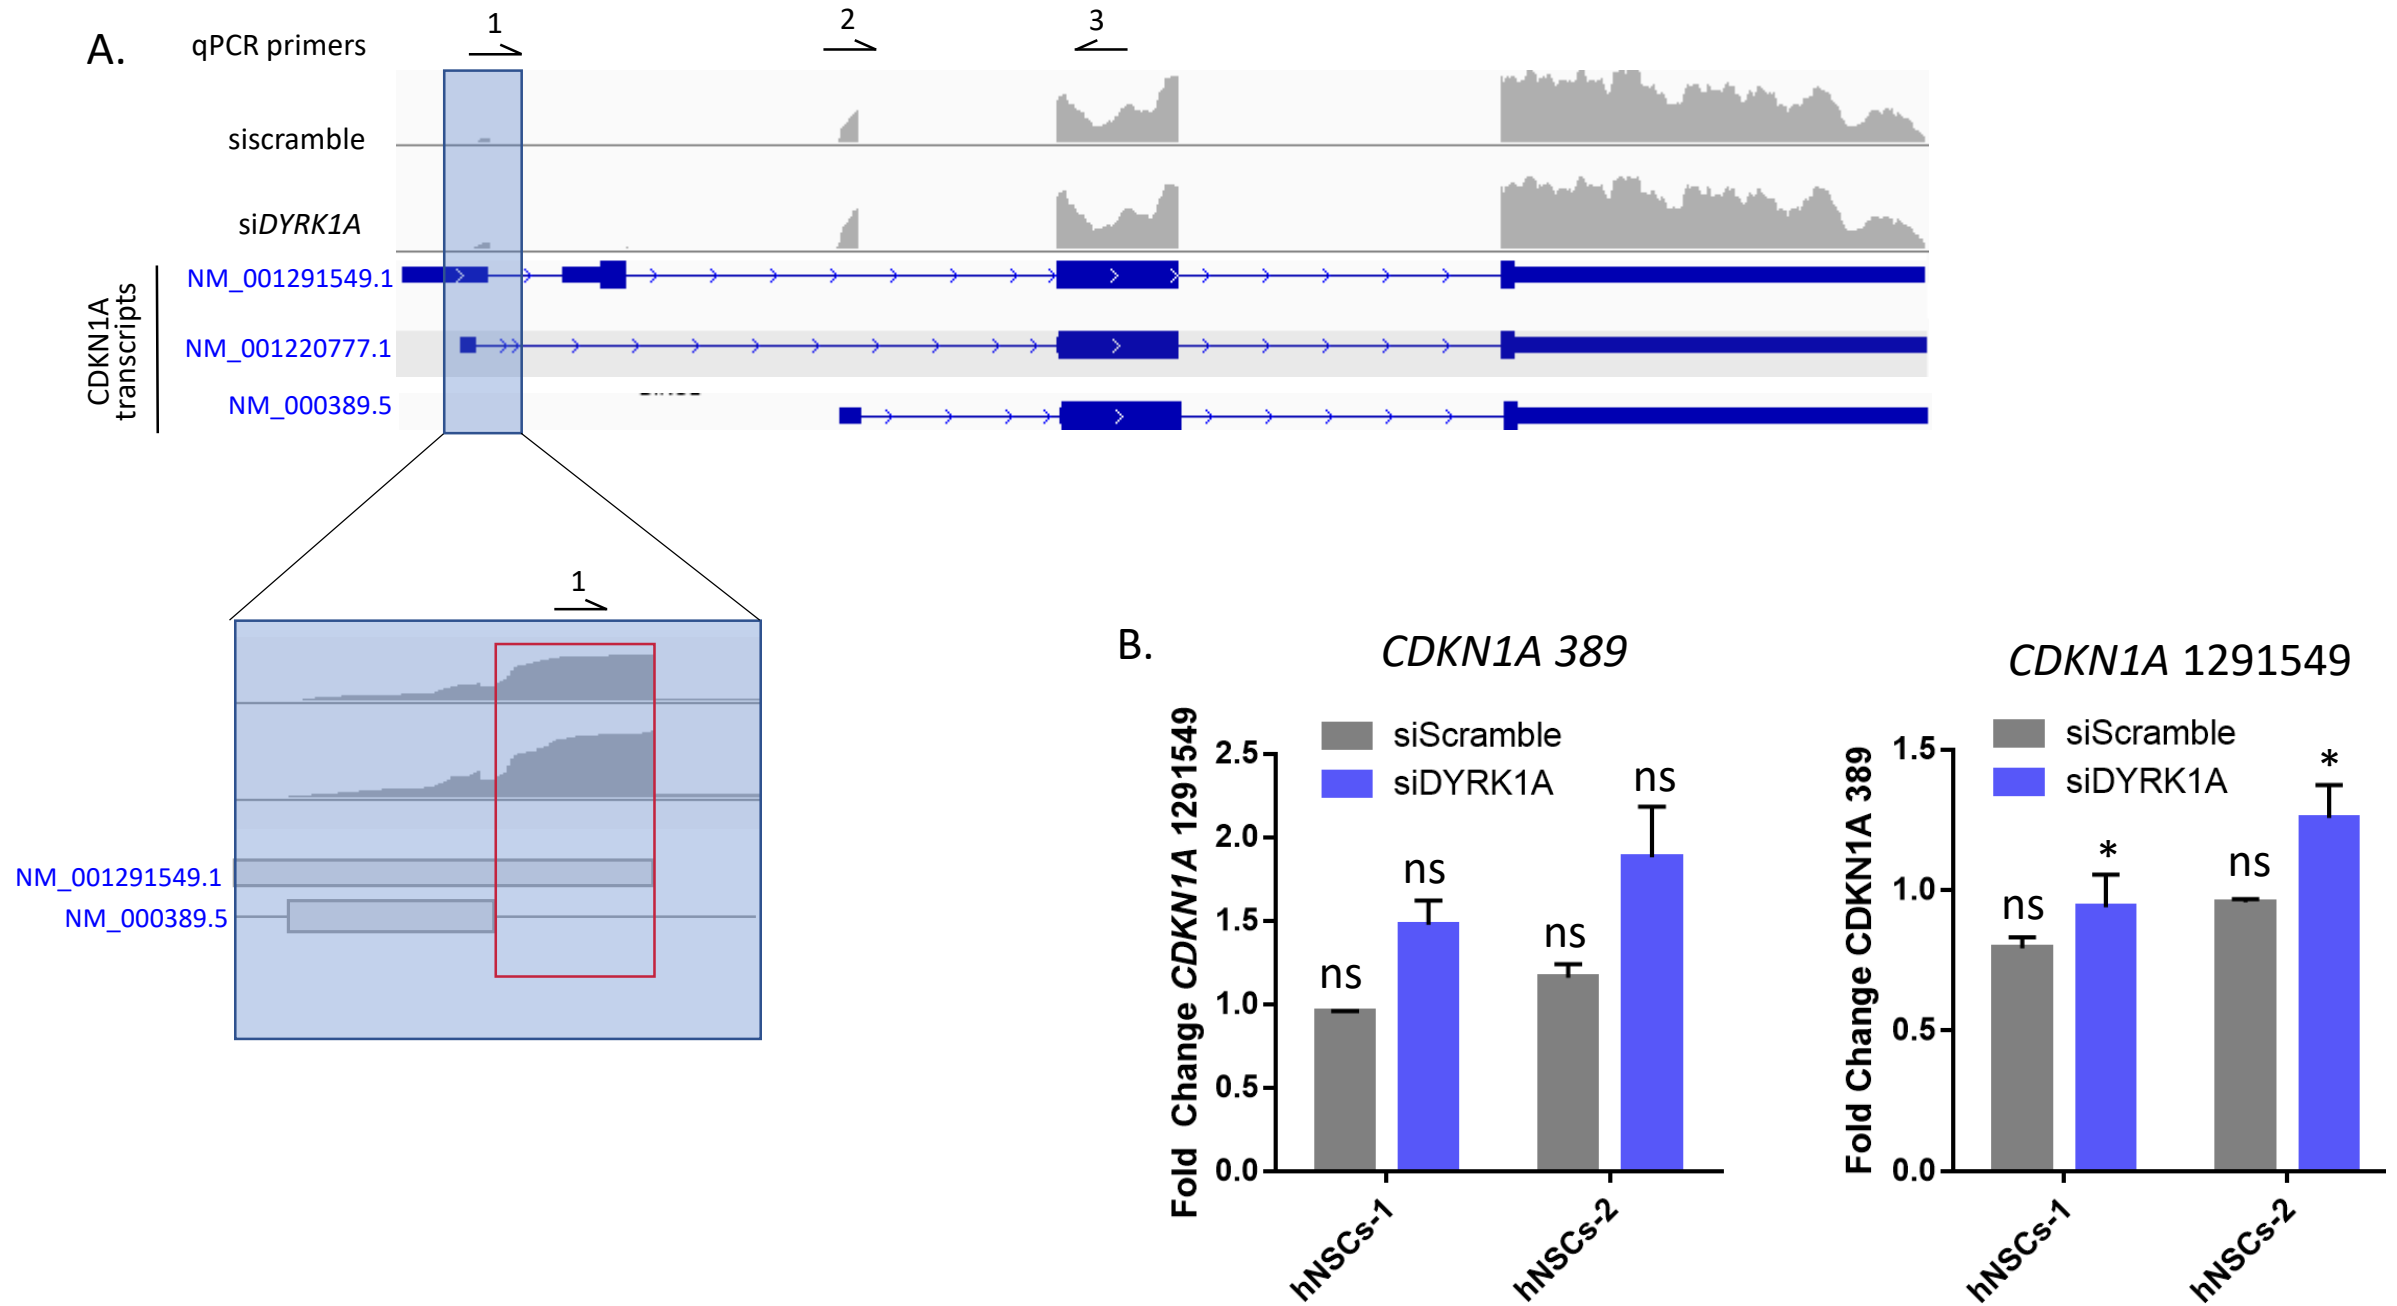 A.
qPCR primers
1
2
3
siscramble
siDYRK1A
CDKN1A
transcripts
NM_001291549.1
NM_001220777.1
NM_000389.5
1
NM_001291549.1
NM_000389.5
B.
CDKN1A 389
Fold Change CDKN1A 1291549
siScramble
siDYRK1A
2.5
2.0
1.5
1.0
0.5
0.0
ns
ns
ns
ns
hNSCs-1
hNSCs-2
CDKN1A 1291549
Fold Change CDKN1A 389
siScramble
siDYRK1A
1.5
1.0
0.5
0.0
ns
*
ns
*
hNSCs-1
hNSCs-2